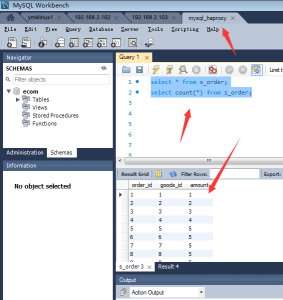 MySQL Workbench
192.168.2.102
192.168.2.103
mysql_haproxy
File Edit View Query Database Server Tools Scripting Help
Navigator
SCHEMAS
Filter objects
ecom
Tables
Views
Stored Procedures
Functions
Administration Schemas
Information
No object selected
Query 1
Limit to
1 select * from s_order;
2 select count(*) from s_order;
Result Grid Filter Rows: Export:
order_id goods_id amount
1 1 1
2 2 2
3 3 3
4 4 4
5 5 5
6 6 5
7 7 5
8 8 5
9 9 5
s_order 3 Result 4
Output
Action Output